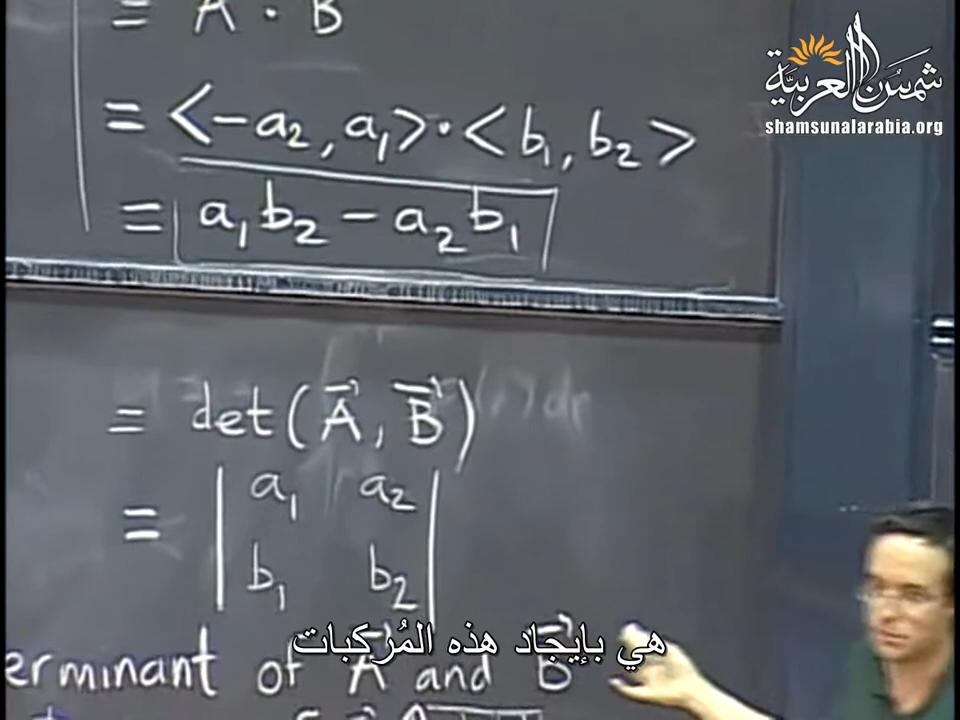 = A · B
شمس العربية
shamsunalarabia.org
= <-a₂, a₁> · <b₁, b₂>
= a₁b₂ - a₂b₁
= det(A⃗, B⃗)
= | a₁ a₂ |
| b₁ b₂ |
هي بإيجاد هذه المُركبات
erminant of A⃗ and B⃗